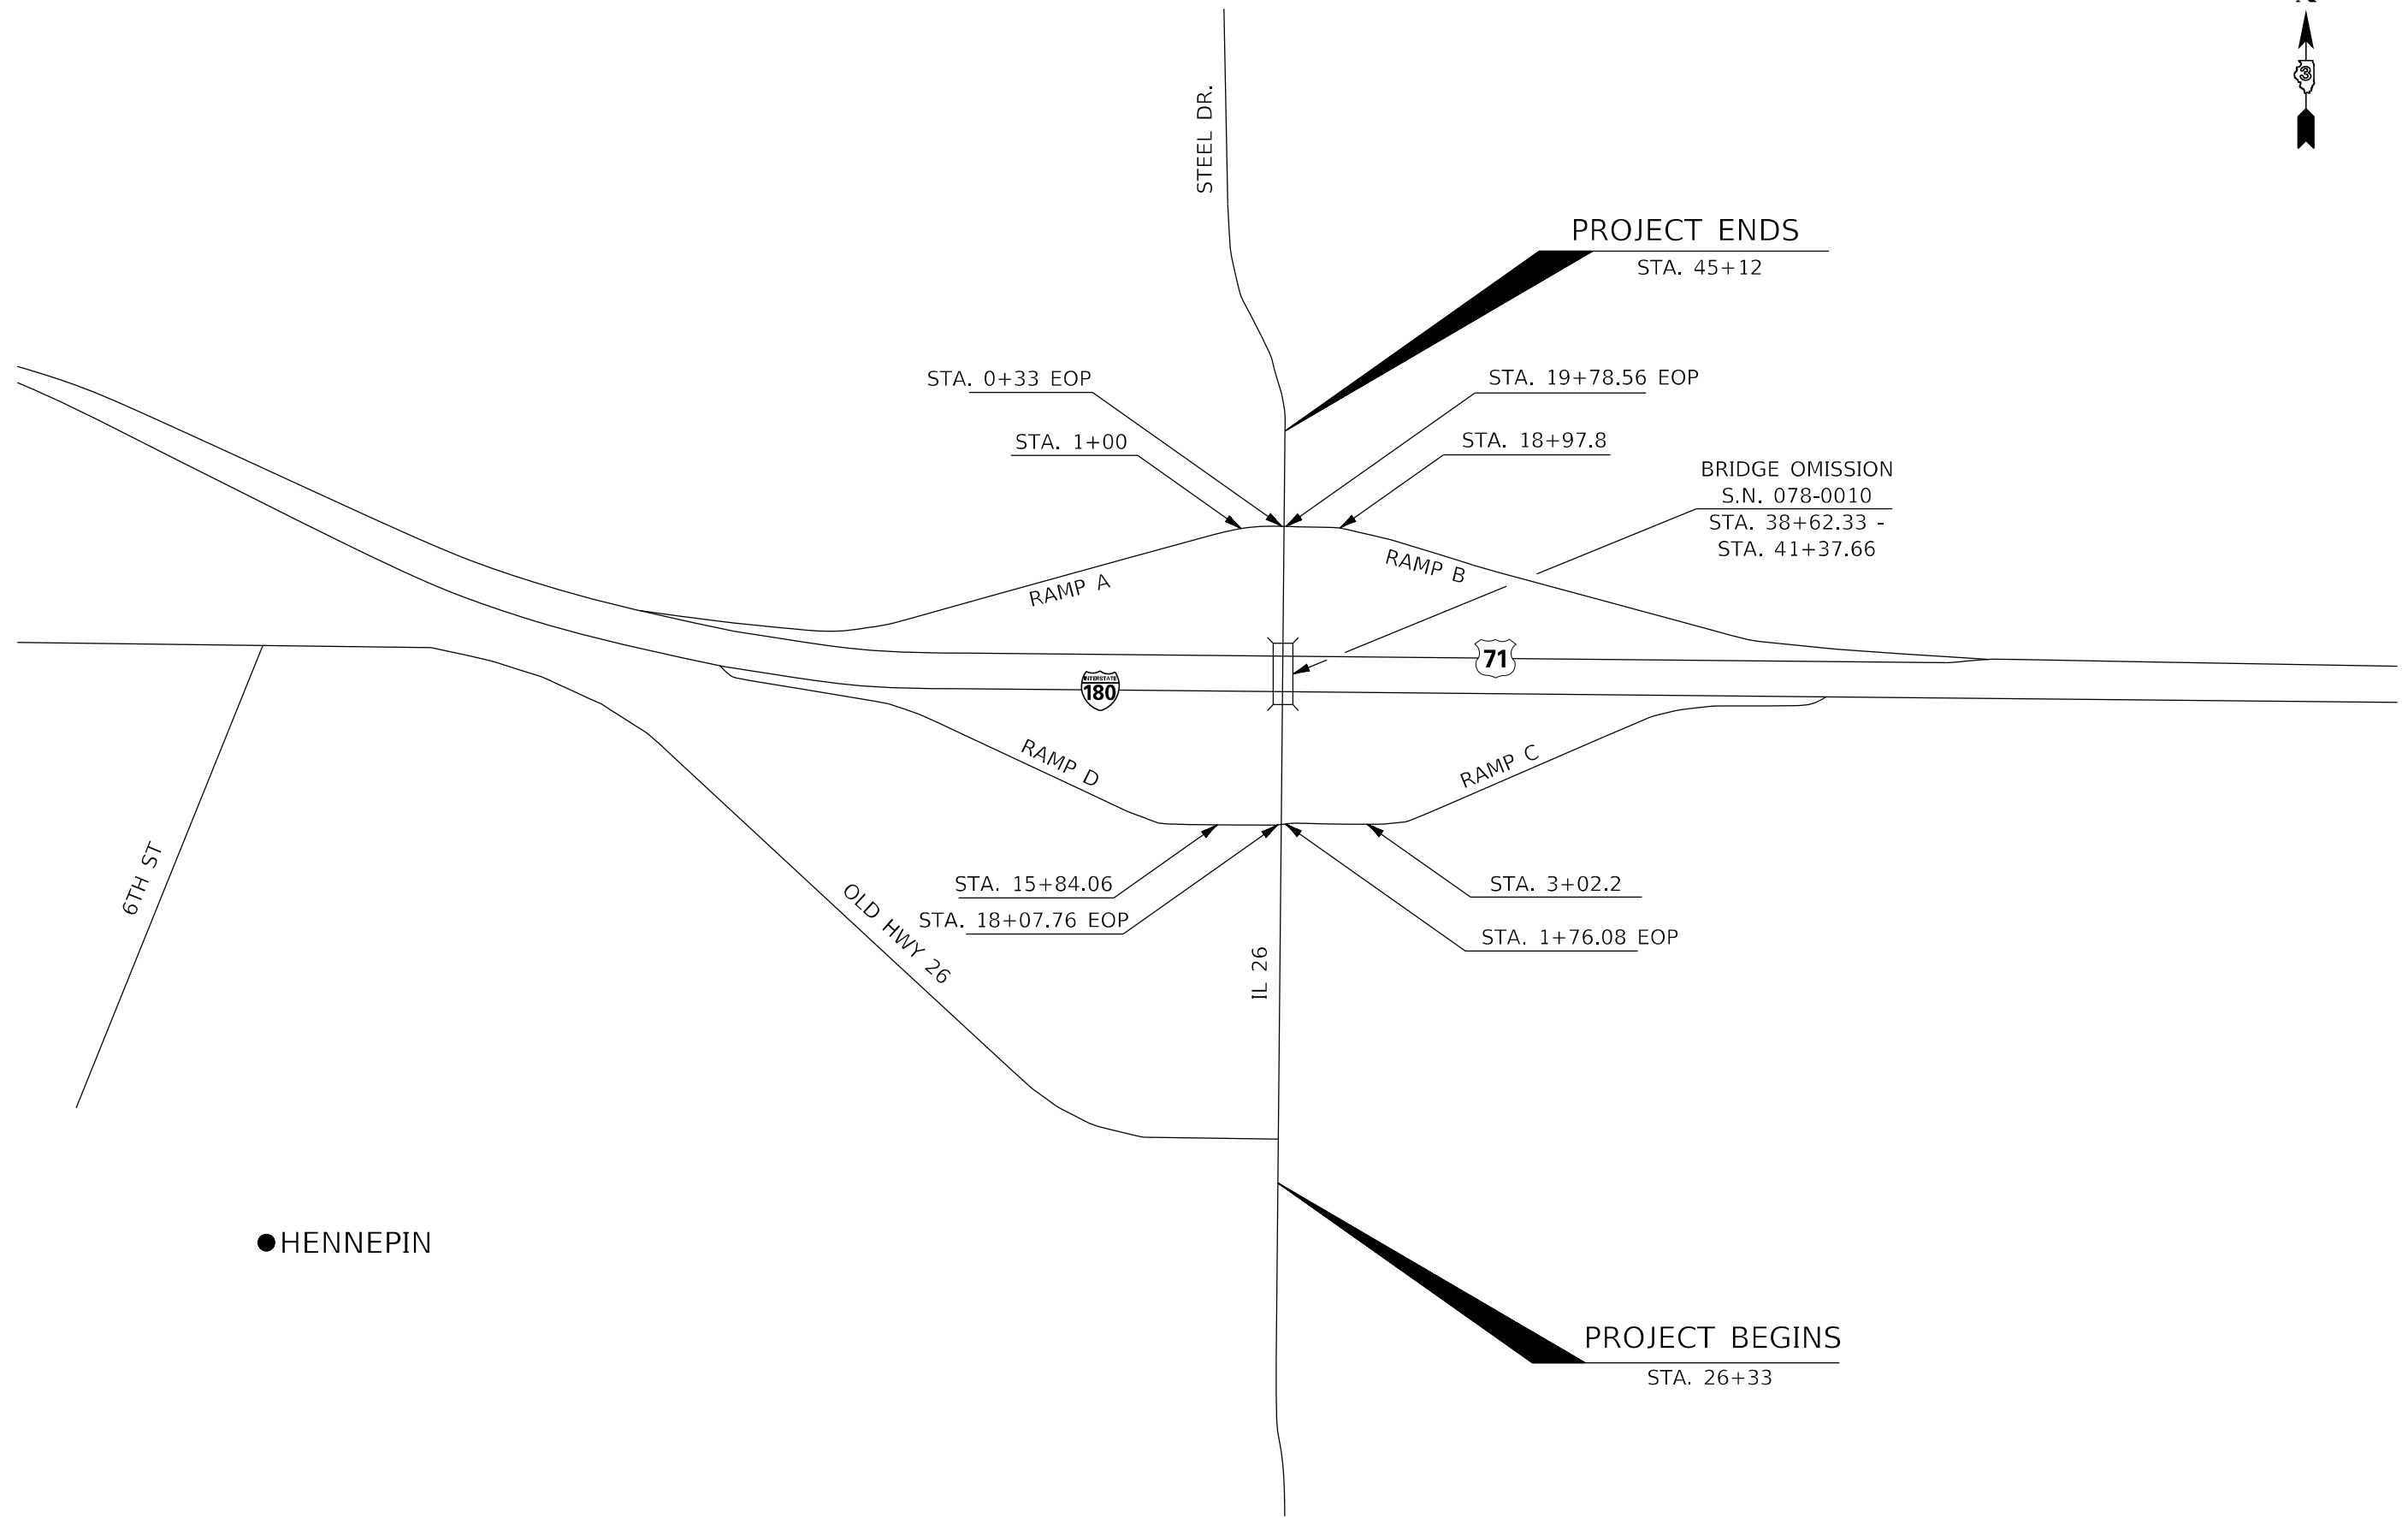 STEEL DR.
3
PROJECT ENDS
STA. 45+12
STA. 0+33 EOP
STA. 19+78.56 EOP
STA. 1+00
STA. 18+97.8
BRIDGE OMISSION
S.N. 078-0010
STA. 38+62.33 -
STA. 41+37.66
RAMP A
RAMP B
71
INTERSTATE
180
RAMP D
RAMP C
6TH ST
OLD HWY 26
STA. 15+84.06
STA. 18+07.76 EOP
STA. 3+02.2
STA. 1+76.08 EOP
IL 26
HENNEPIN
PROJECT BEGINS
STA. 26+33